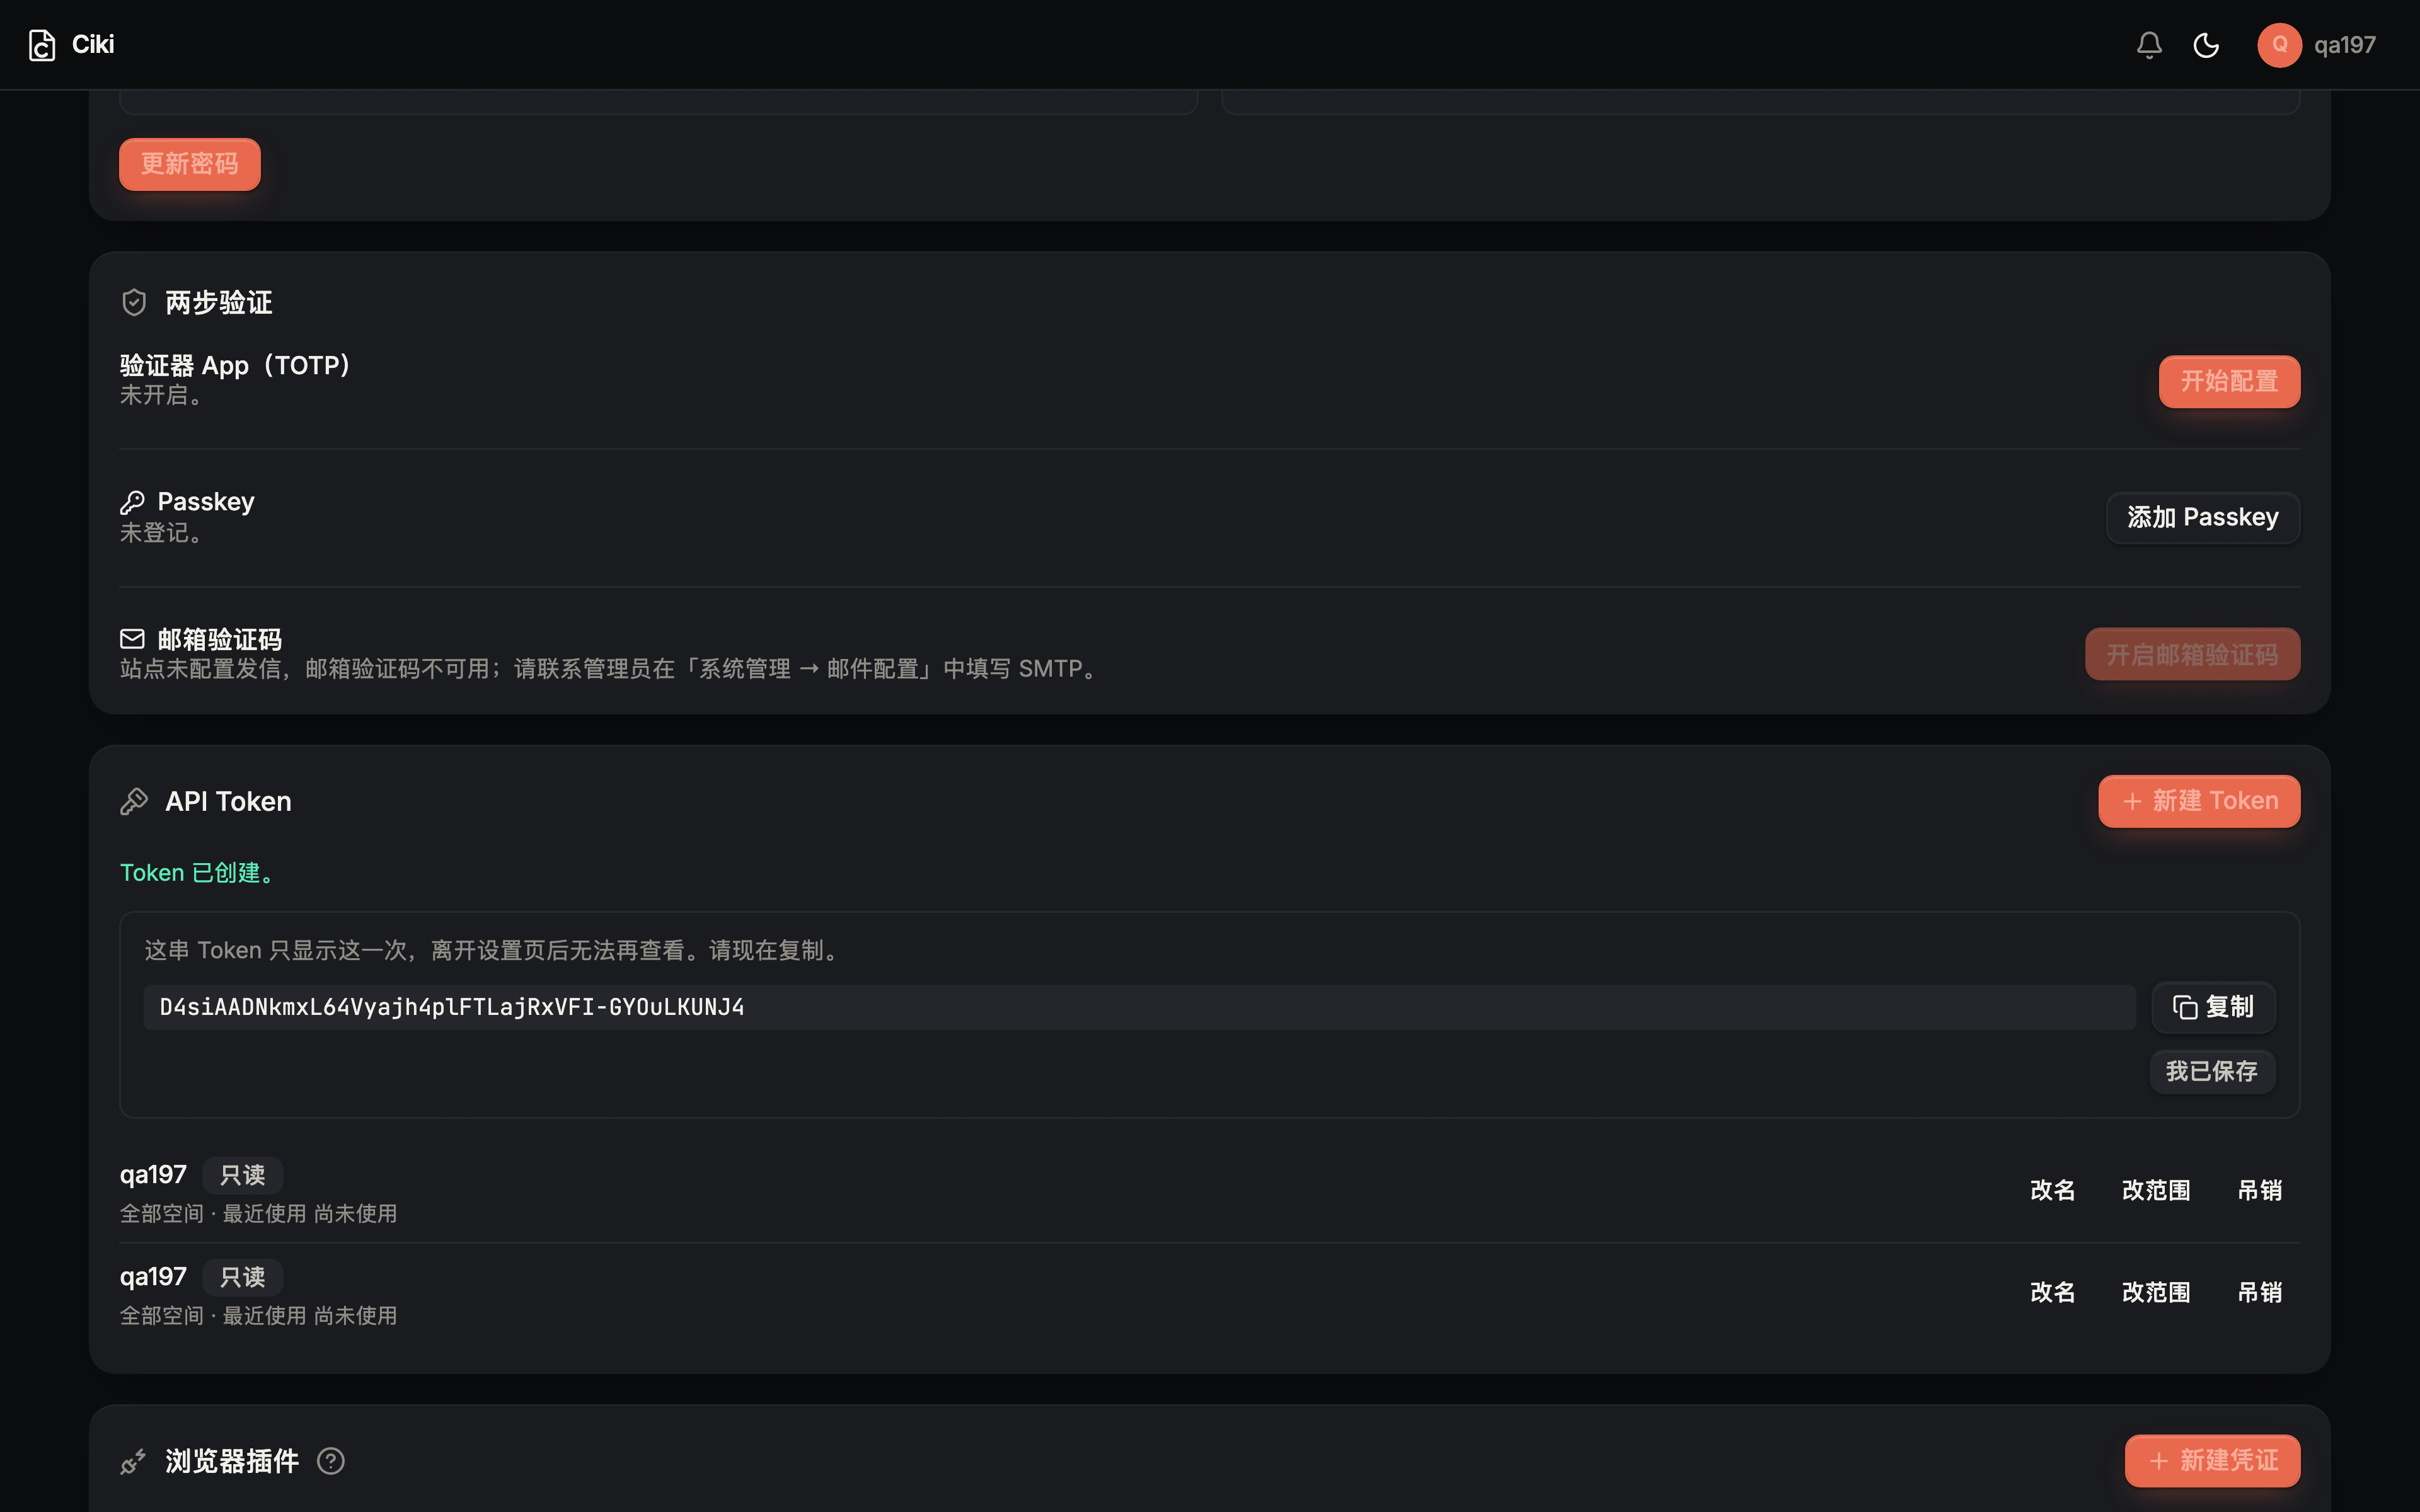 Ciki
Q qa197
更新密码
两步验证
验证器 App（TOTP）
未开启。
开始配置
Passkey
未登记。
添加 Passkey
邮箱验证码
站点未配置发信，邮箱验证码不可用；请联系管理员在「系统管理 → 邮件配置」中填写 SMTP。
开启邮箱验证码
API Token
+ 新建 Token
Token 已创建。
这串 Token 只显示这一次，离开设置页后无法再查看。请现在复制。
D4siAADNkmxL64Vyajh4plFTLajRxVFI-GYOuLKUNJ4
复制
我已保存
qa197 只读
全部空间 · 最近使用 尚未使用
改名 改范围 吊销
qa197 只读
全部空间 · 最近使用 尚未使用
改名 改范围 吊销
浏览器插件
+ 新建凭证